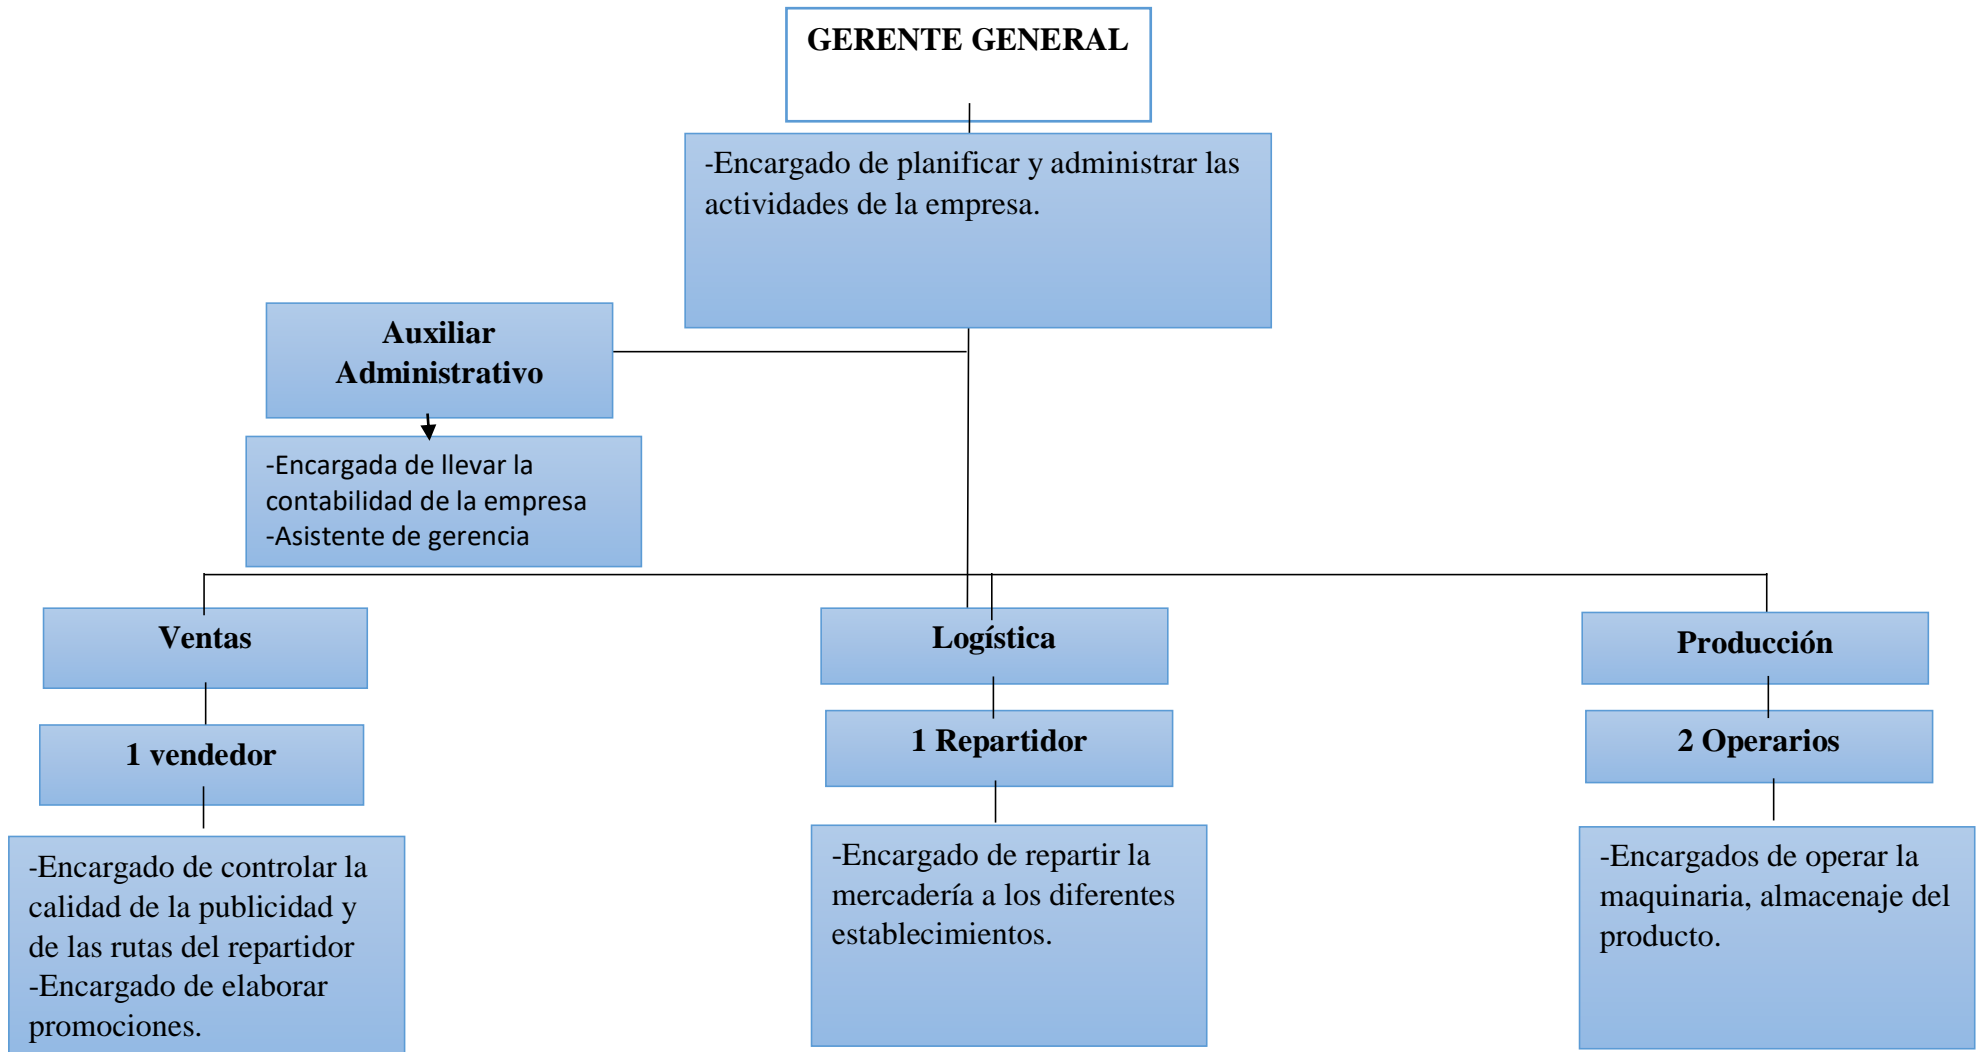 GERENTE GENERAL
-Encargado de planificar y administrar las
actividades de la empresa.
Auxiliar
Administrativo
-Encargada de llevar la
contabilidad de la empresa
-Asistente de gerencia
Ventas
Logística
Producción
1 vendedor
1 Repartidor
2 Operarios
-Encargado de controlar la
calidad de la publicidad y
de las rutas del repartidor
-Encargado de elaborar
promociones.
-Encargado de repartir la
mercadería a los diferentes
establecimientos.
-Encargados de operar la
maquinaria, almacenaje del
producto.